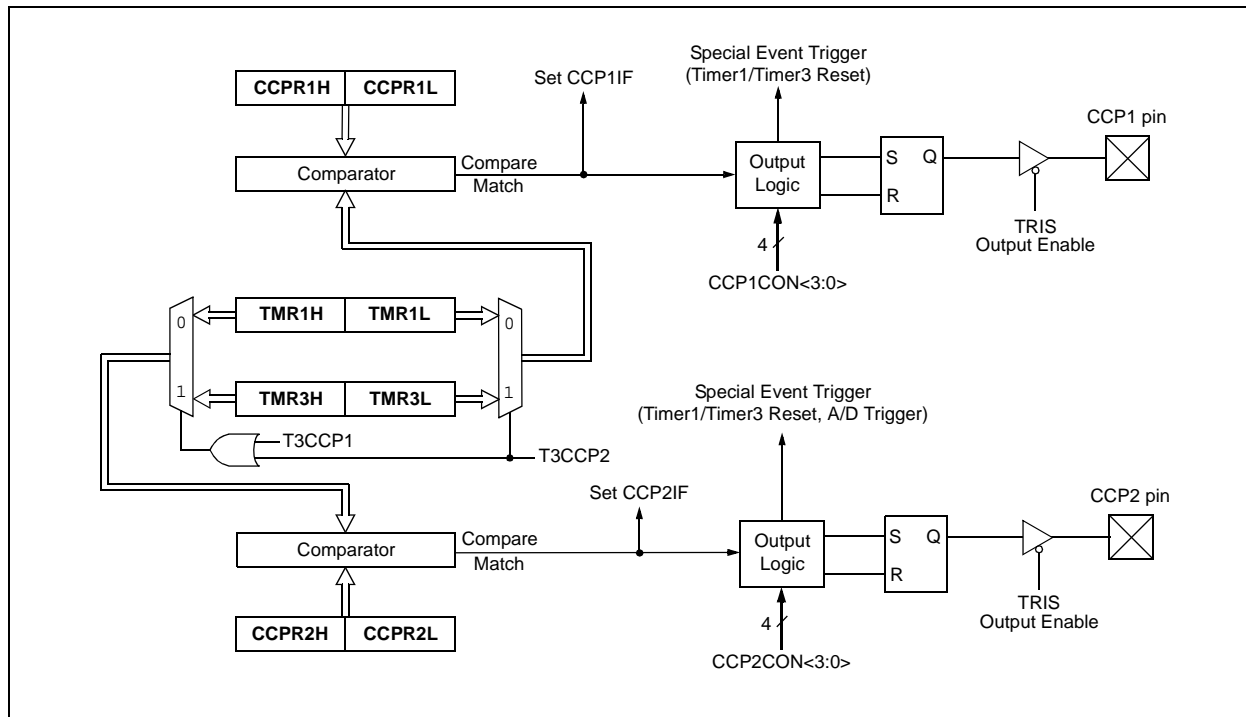 Special Event Trigger
(Timer1/Timer3 Reset)
Set CCP1IF
CCPR1H CCPR1L
CCP1 pin
Comparator
Compare
Match
Output
Logic
S Q
R
TRIS
Output Enable
4
CCP1CON<3:0>
0 TMR1H TMR1L 0
1 TMR3H TMR3L 1
T3CCP1
T3CCP2
Special Event Trigger
(Timer1/Timer3 Reset, A/D Trigger)
Set CCP2IF
CCP2 pin
Comparator
Compare
Match
Output
Logic
S Q
R
TRIS
Output Enable
CCPR2H CCPR2L
4
CCP2CON<3:0>